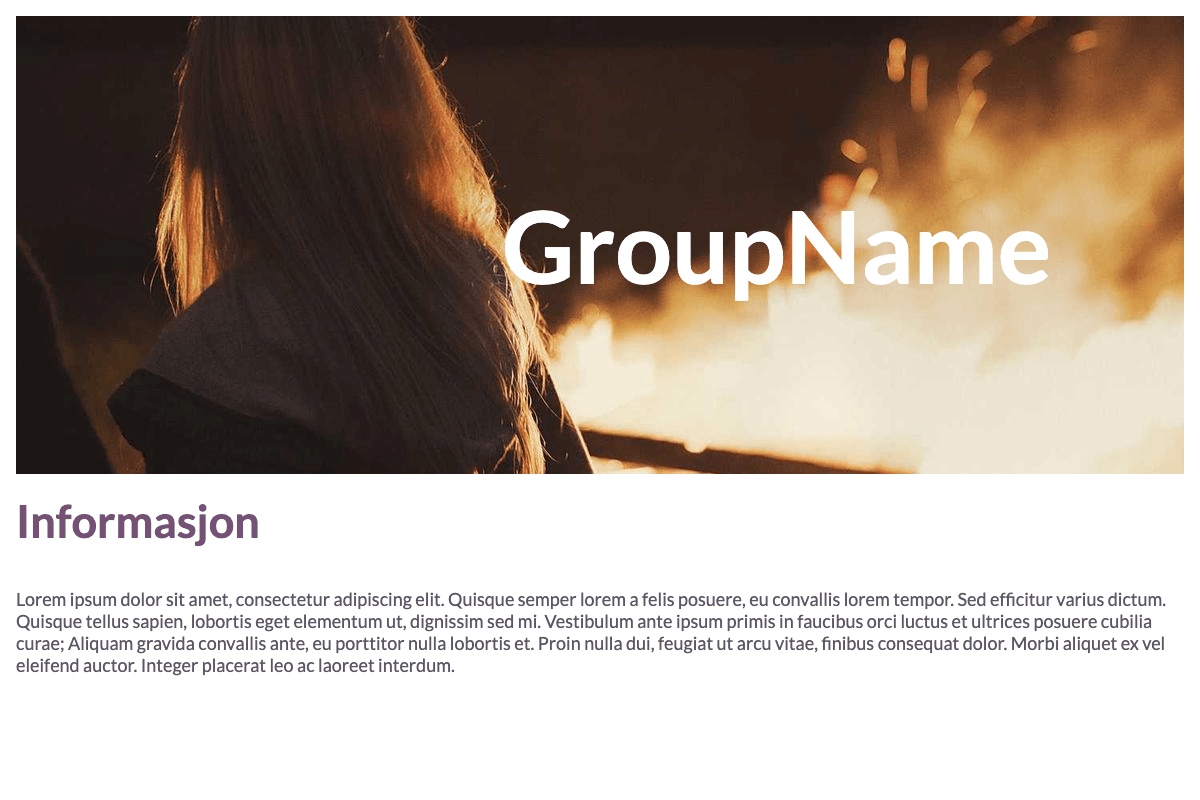 GroupName
Informasjon
Lorem ipsum dolor sit amet, consectetur adipiscing elit. Quisque semper lorem a felis posuere, eu convallis lorem tempor. Sed efficitur varius dictum.
Quisque tellus sapien, lobortis eget elementum ut, dignissim sed mi. Vestibulum ante ipsum primis in faucibus orci luctus et ultrices posuere cubilia
curae; Aliquam gravida convallis ante, eu porttitor nulla lobortis et. Proin nulla dui, feugiat ut arcu vitae, finibus consequat dolor. Morbi aliquet ex vel
eleifend auctor. Integer placerat leo ac laoreet interdum.